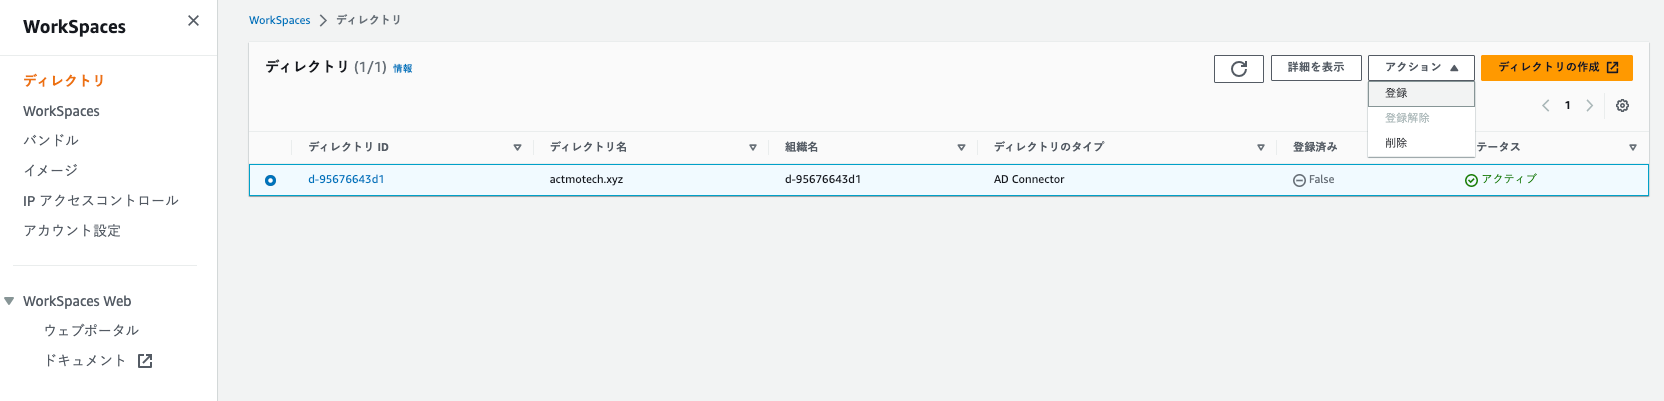 WorkSpaces
ディレクトリ
WorkSpaces
バンドル
イメージ
IP アクセスコントロール
アカウント設定
WorkSpaces Web
ウェブポータル
ドキュメント
WorkSpaces ディレクトリ
ディレクトリ (1/1) 情報
詳細を表示 アクション ディレクトリの作成
登録
登録解除
削除
1
ディレクトリ ID ディレクトリ名 組織名 ディレクトリのタイプ 登録済み テータス
d-95676643d1 actmotech.xyz d-95676643d1 AD Connector False アクティブ